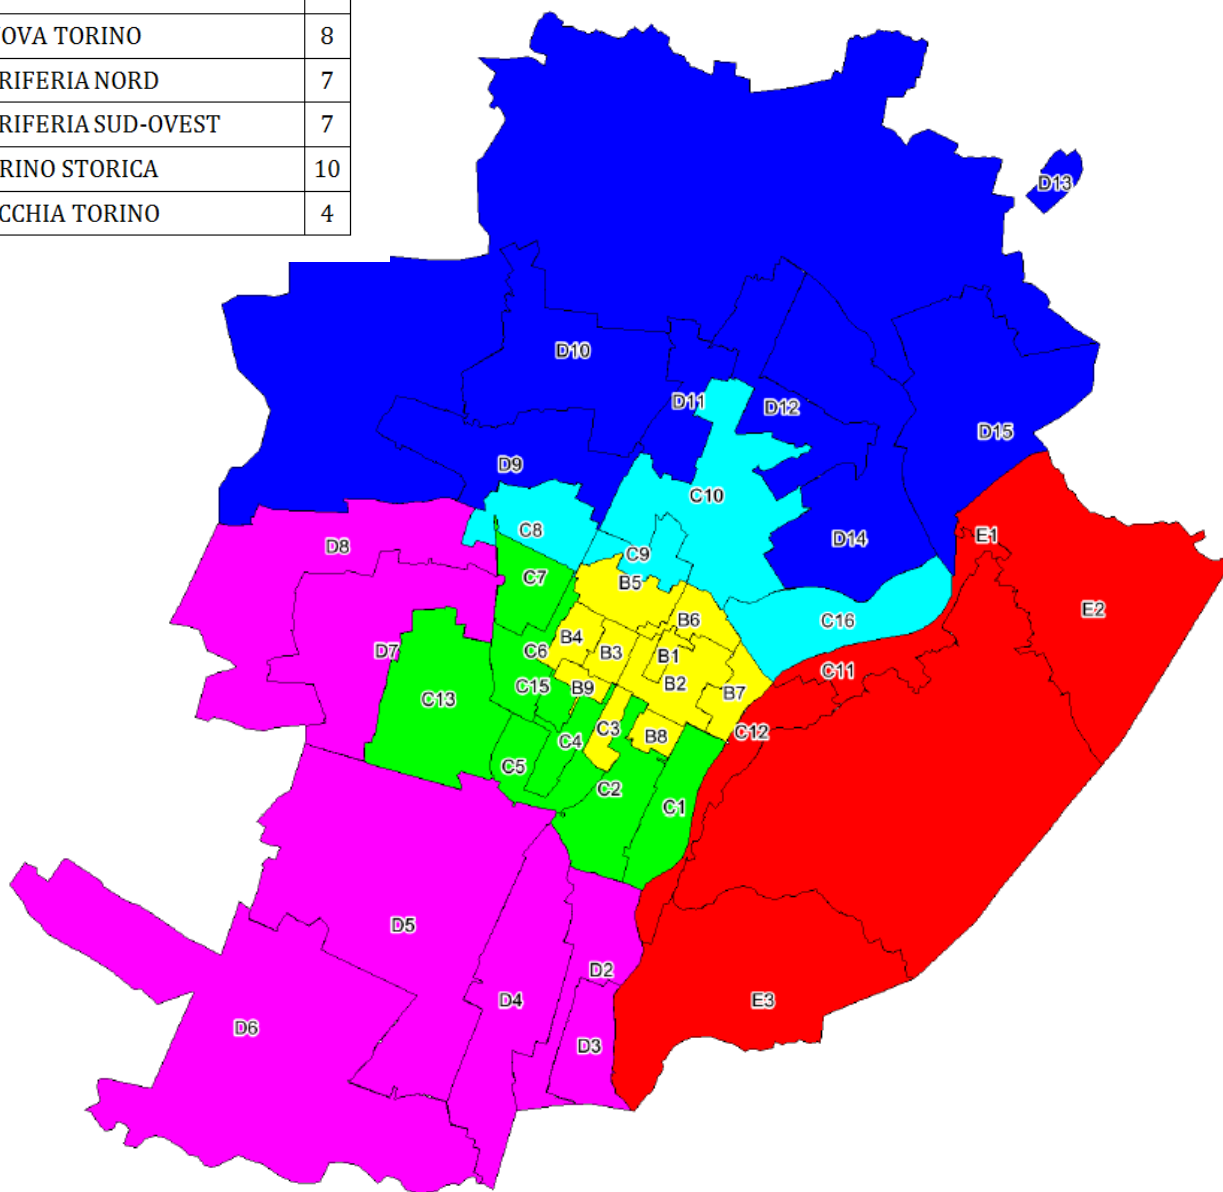 OVA TORINO 8
RIFERIA NORD 7
RIFERIA SUD-OVEST 7
RINO STORICA 10
CCHIA TORINO 4
D13
D10
D11
D12
D15
D9
C10
C8
D14
E1
D8
C9
C7
B5
E2
B6
C16
B4
C6
B3
B1
D7
C11
C15
B9
B2
B7
C13
C3
C12
C4
B8
C5
C2
C1
D5
D2
D4
E3
D6
D3